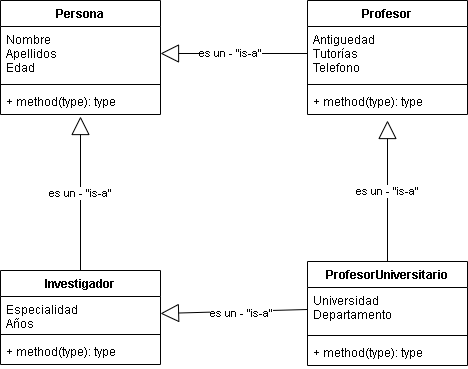 Persona
Nombre
Apellidos
Edad
+ method(type): type
es un - "is-a"
Profesor
Antiguedad
Tutorías
Telefono
+ method(type): type
es un - "is-a"
es un - "is-a"
Investigador
Especialidad
Años
+ method(type): type
es un - "is-a"
ProfesorUniversitario
Universidad
Departamento
+ method(type): type